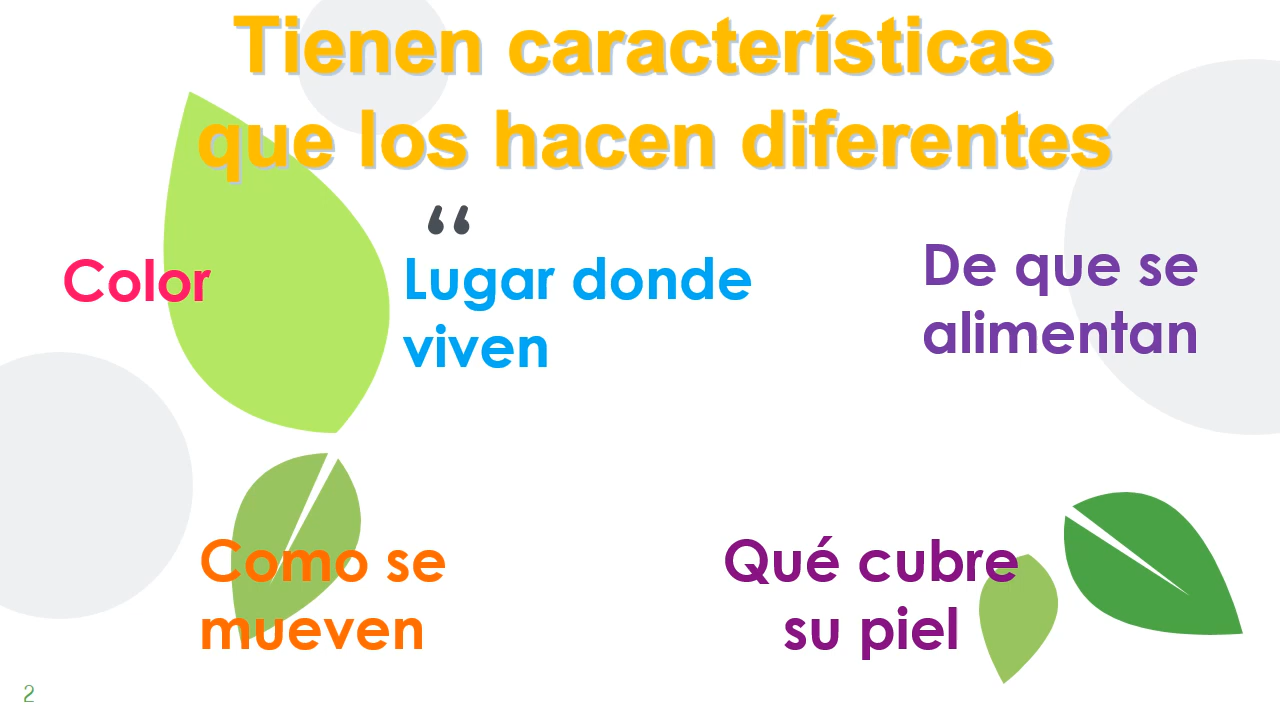 Tienen características
que los hacen diferentes
“
Color
Lugar donde
viven
De que se
alimentan
Como se
mueven
Qué cubre
su piel
2